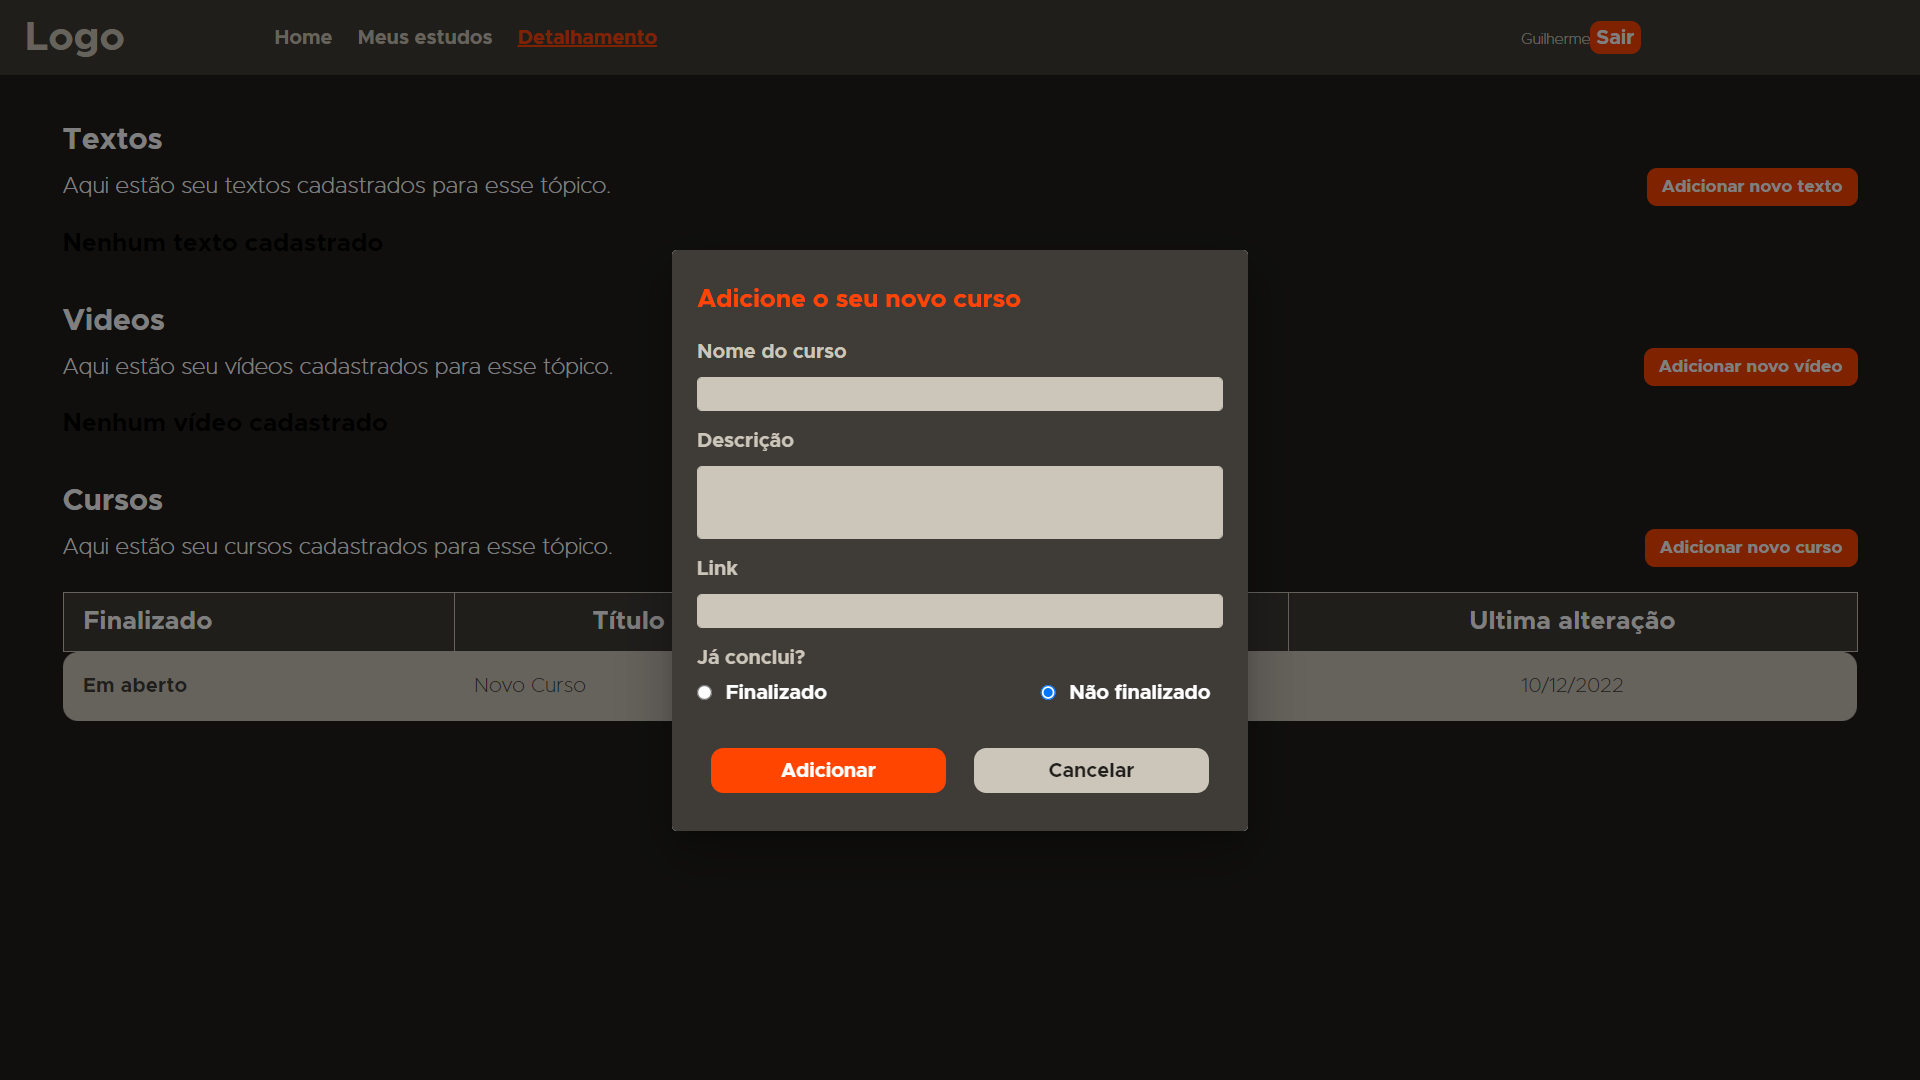 Logo
Home Meus estudos Detalhamento
Guilherme Sair
Textos
Aqui estão seu textos cadastrados para esse tópico.
Adicionar novo texto
Nenhum texto cadastrado
Videos
Aqui estão seu vídeos cadastrados para esse tópico.
Adicionar novo vídeo
Nenhum vídeo cadastrado
Cursos
Aqui estão seu cursos cadastrados para esse tópico.
Adicionar novo curso
Finalizado Título Ultima alteração
Em aberto Novo Curso 10/12/2022
Adicione o seu novo curso
Nome do curso
Descrição
Link
Já conclui?
Finalizado Não finalizado
Adicionar Cancelar